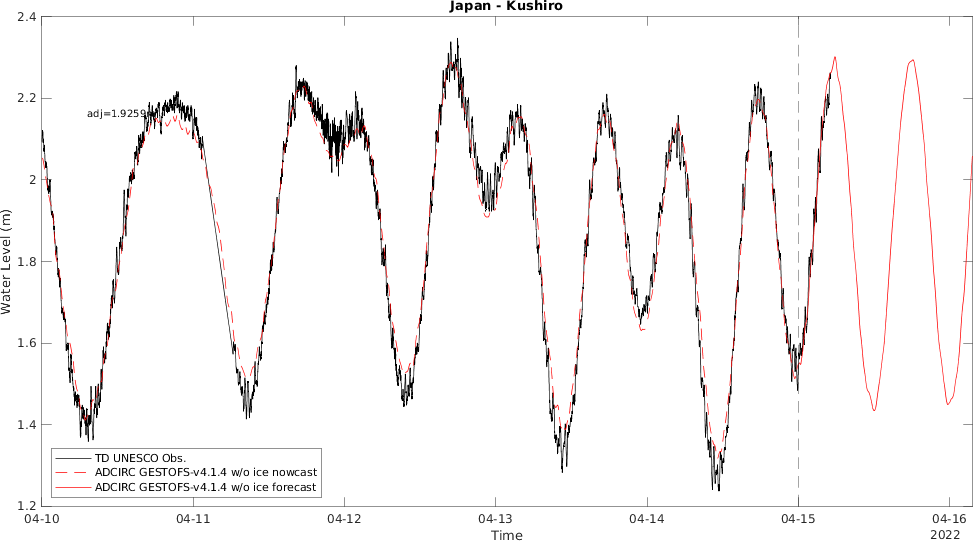 Japan - Kushiro
2.4
2.2
2
1.8
1.6
1.4
1.2
Water Level (m)
adj=1.9259
TD UNESCO Obs.
ADCIRC GESTOFS-v4.1.4 w/o ice nowcast
ADCIRC GESTOFS-v4.1.4 w/o ice forecast
04-10
04-11
04-12
04-13
04-14
04-15
04-16
Time
2022